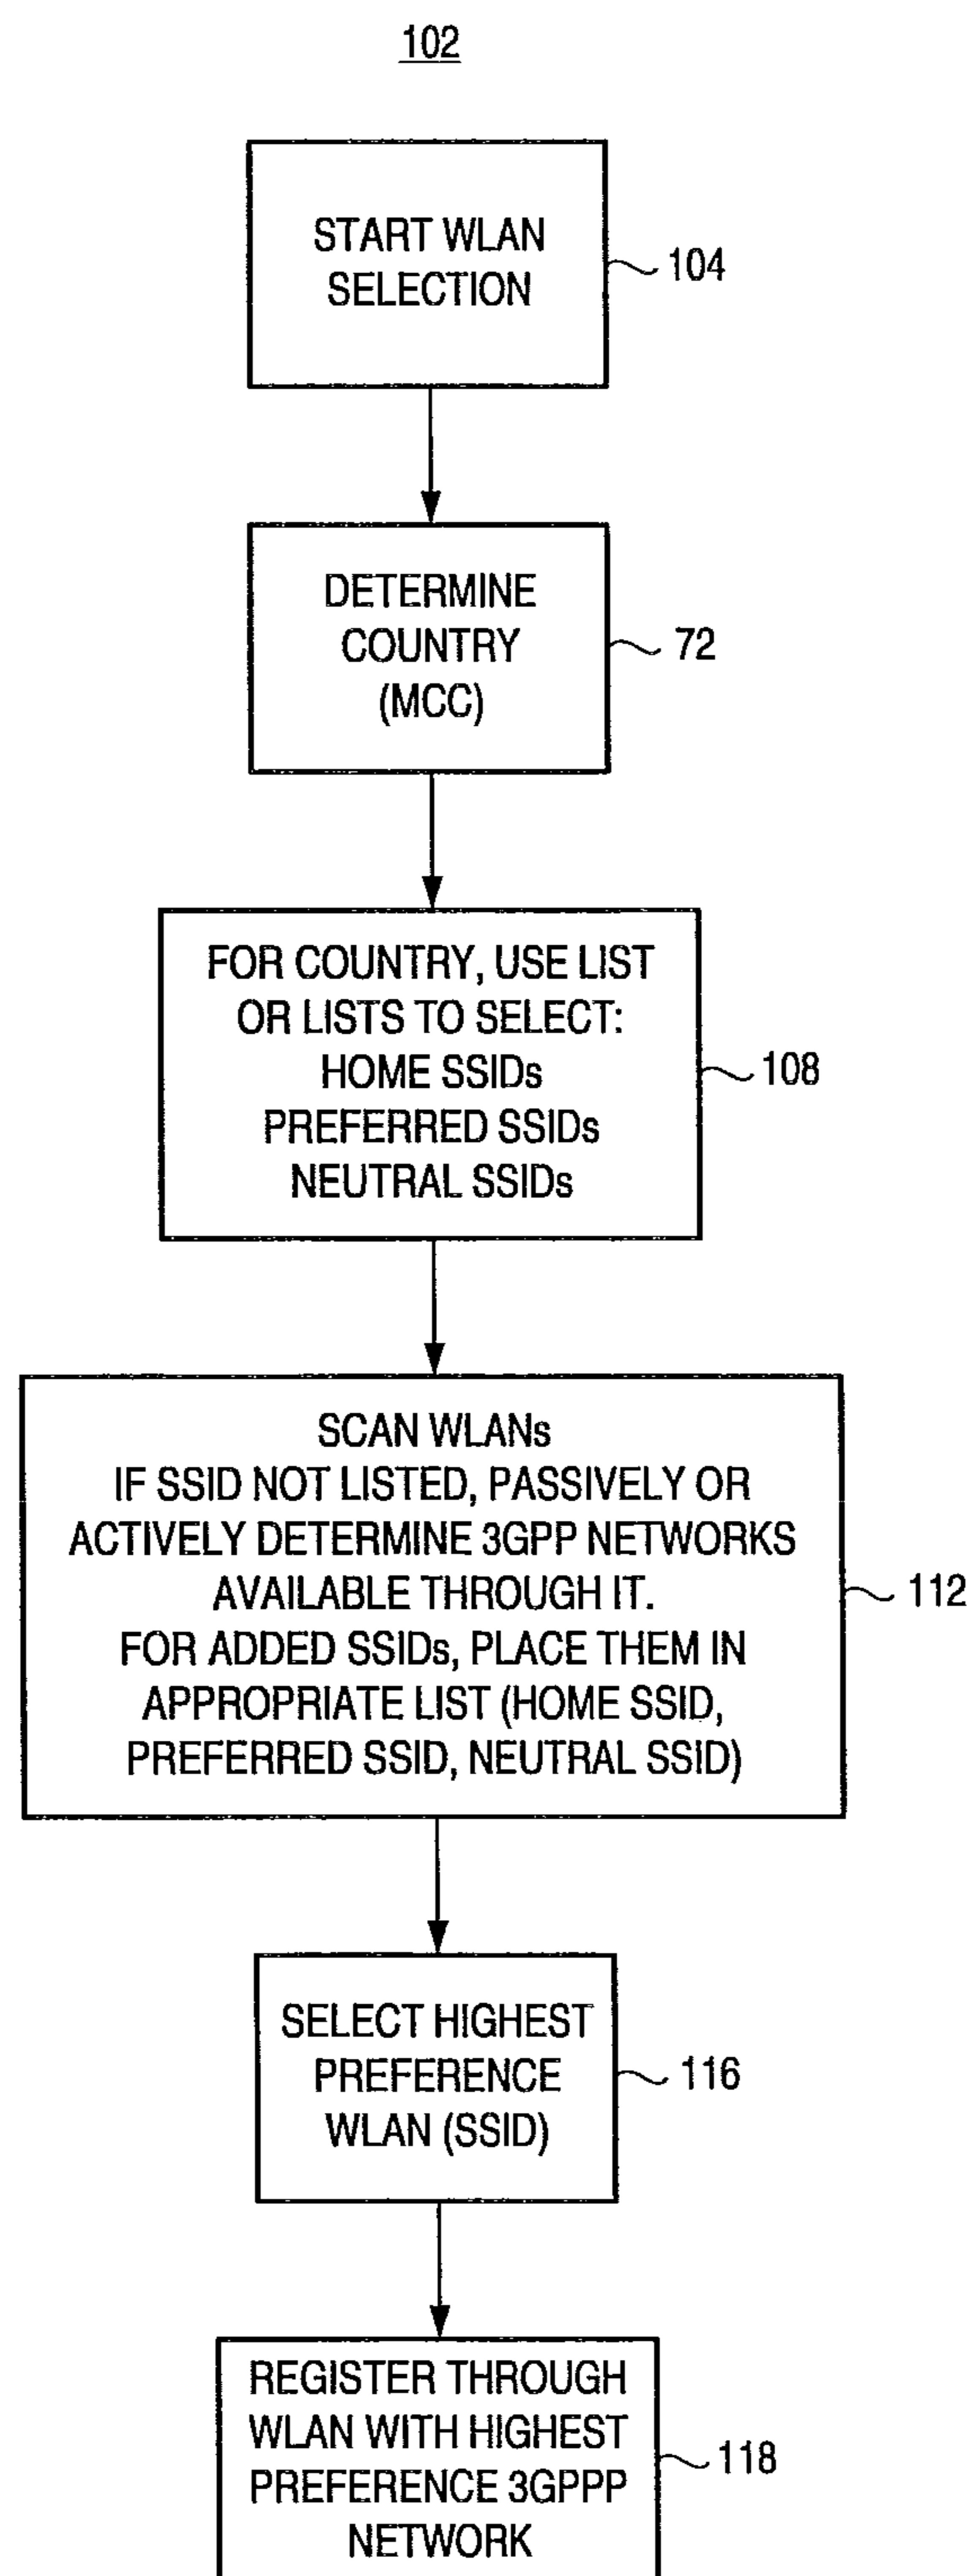 102
START WLAN
SELECTION
104
DETERMINE
COUNTRY
(MCC)
72
FOR COUNTRY, USE LIST
OR LISTS TO SELECT:
HOME SSIDs
PREFERRED SSIDs
NEUTRAL SSIDs
108
SCAN WLANs
IF SSID NOT LISTED, PASSIVELY OR
ACTIVELY DETERMINE 3GPP NETWORKS
AVAILABLE THROUGH IT.
FOR ADDED SSIDs, PLACE THEM IN
APPROPRIATE LIST (HOME SSID,
PREFERRED SSID, NEUTRAL SSID)
112
SELECT HIGHEST
PREFERENCE
WLAN (SSID)
116
REGISTER THROUGH
WLAN WITH HIGHEST
PREFERENCE 3GPPP
NETWORK
118